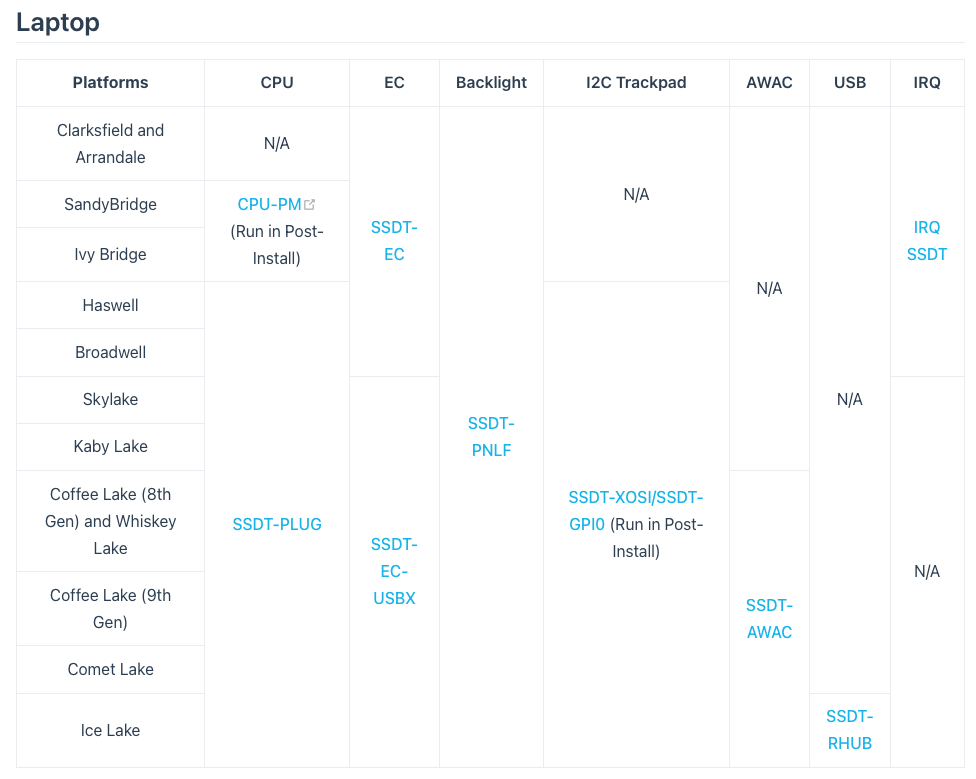 Laptop
Platforms CPU EC Backlight I2C Trackpad AWAC USB IRQ
Clarksfield and
Arrandale
N/A
SandyBridge
Ivy Bridge
CPU-PM
(Run in Post-
Install)
SSDT-
EC
N/A
IRQ
SSDT
N/A
Haswell
Broadwell
Skylake
N/A
Kaby Lake
SSDT-
PNLF
Coffee Lake (8th
Gen) and Whiskey
Lake
SSDT-PLUG
SSDT-
EC-
USBX
SSDT-XOSI/SSDT-
GPI0 (Run in Post-
Install)
N/A
Coffee Lake (9th
Gen)
SSDT-
AWAC
Comet Lake
Ice Lake
SSDT-
RHUB